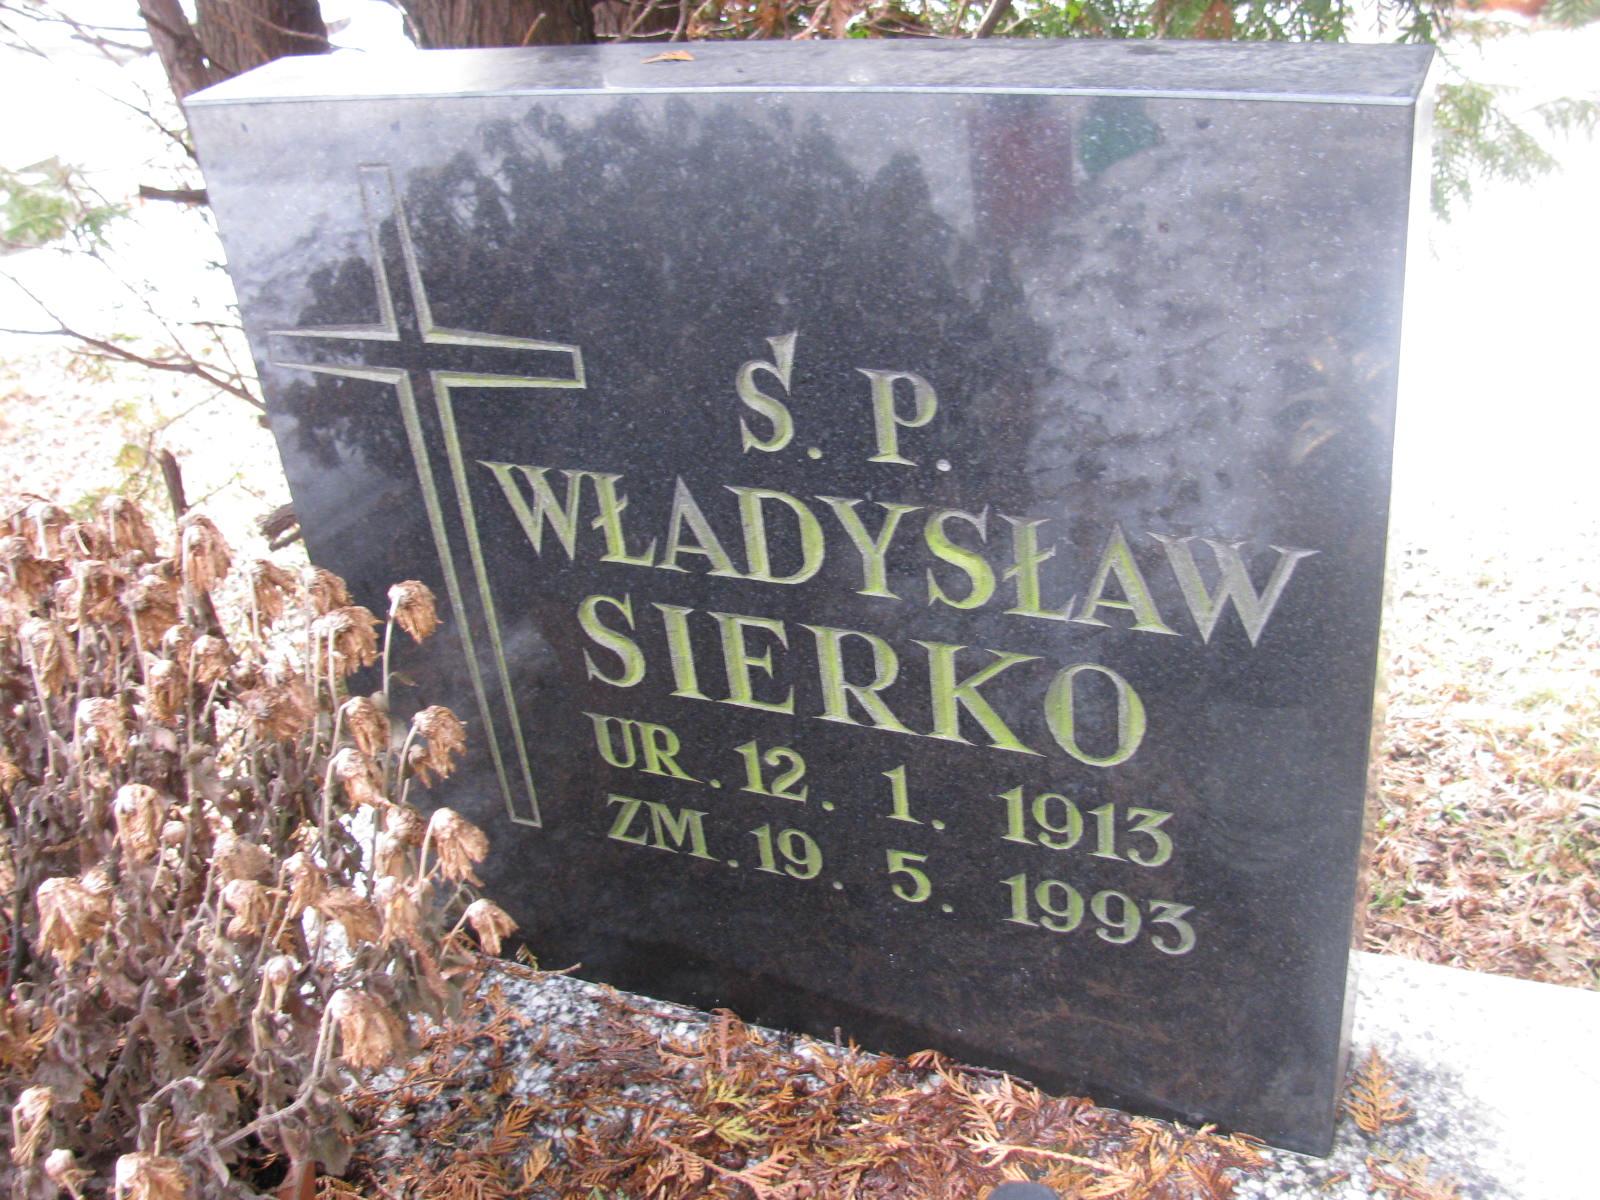 Ś. P.
WŁADYSŁAW
SIERKO
UR. 12. 1. 1913
ZM. 19. 5. 1993